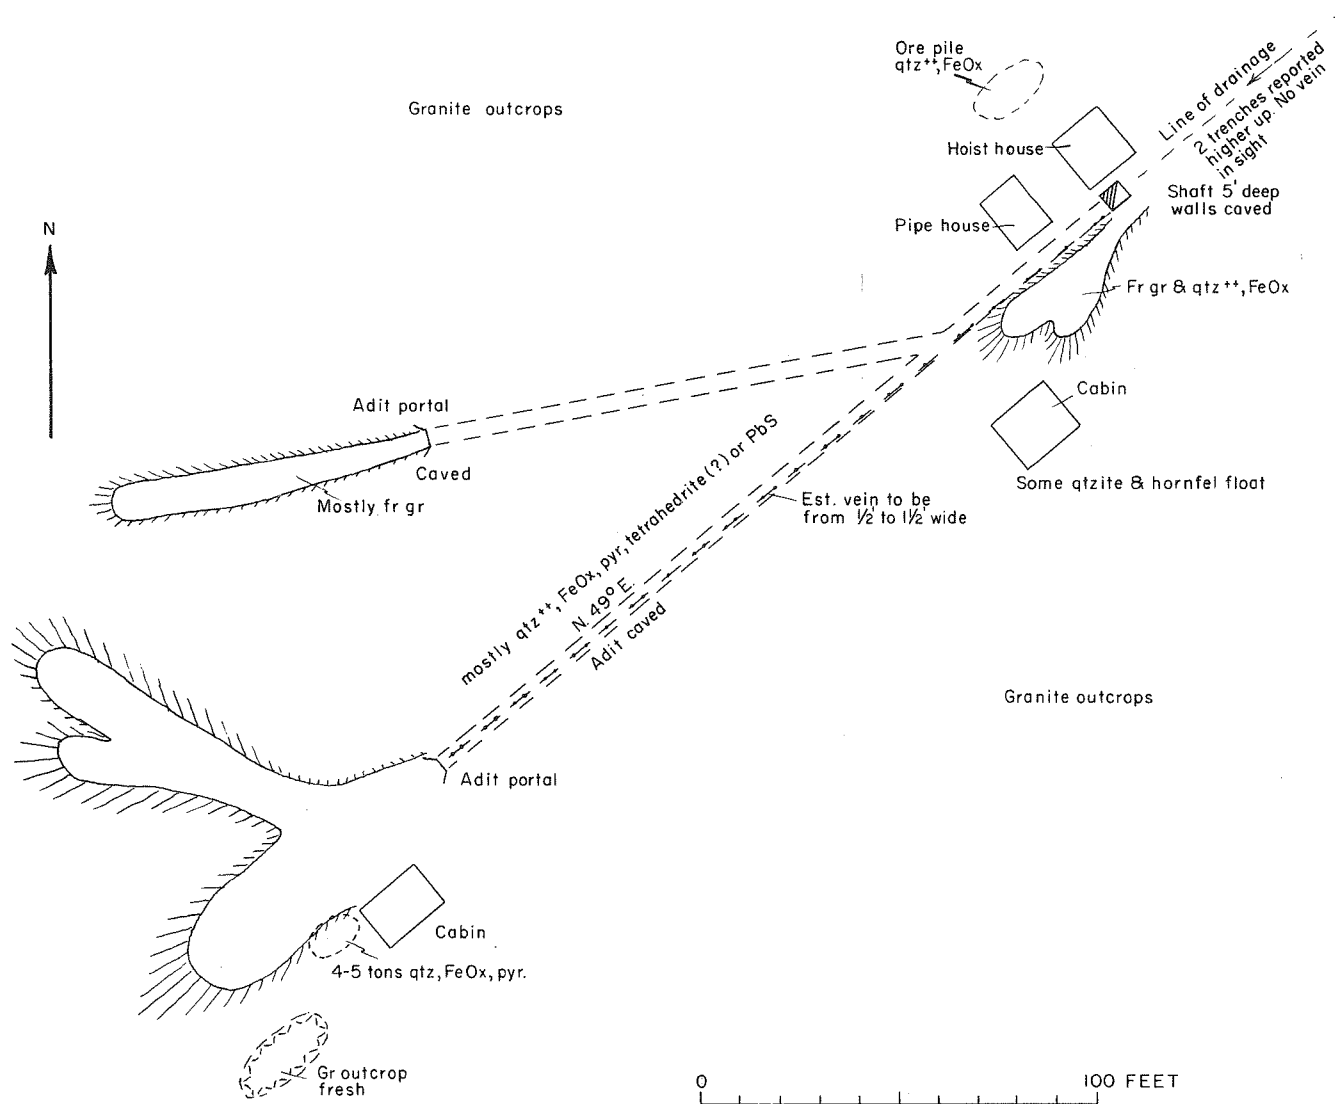 Ore pile
qtz⁺⁺, FeOx
Line of drainage
2 trenches reported
higher up. No vein
in sight
Granite outcrops
Hoist house
Shaft 5' deep
walls caved
Pipe house
N
Fr gr & qtz⁺⁺, FeOx
Cabin
Adit portal
Caved
Mostly fr gr
Some qtzite & hornfel float
Est. vein to be
from ½' to 1½' wide
mostly qtz⁺⁺, FeOx, pyr, tetrahedrite (?) or PbS
N. 49° E.
Adit caved
Granite outcrops
Adit portal
Cabin
4-5 tons qtz, FeOx, pyr.
Gr outcrop
fresh
0 100 FEET